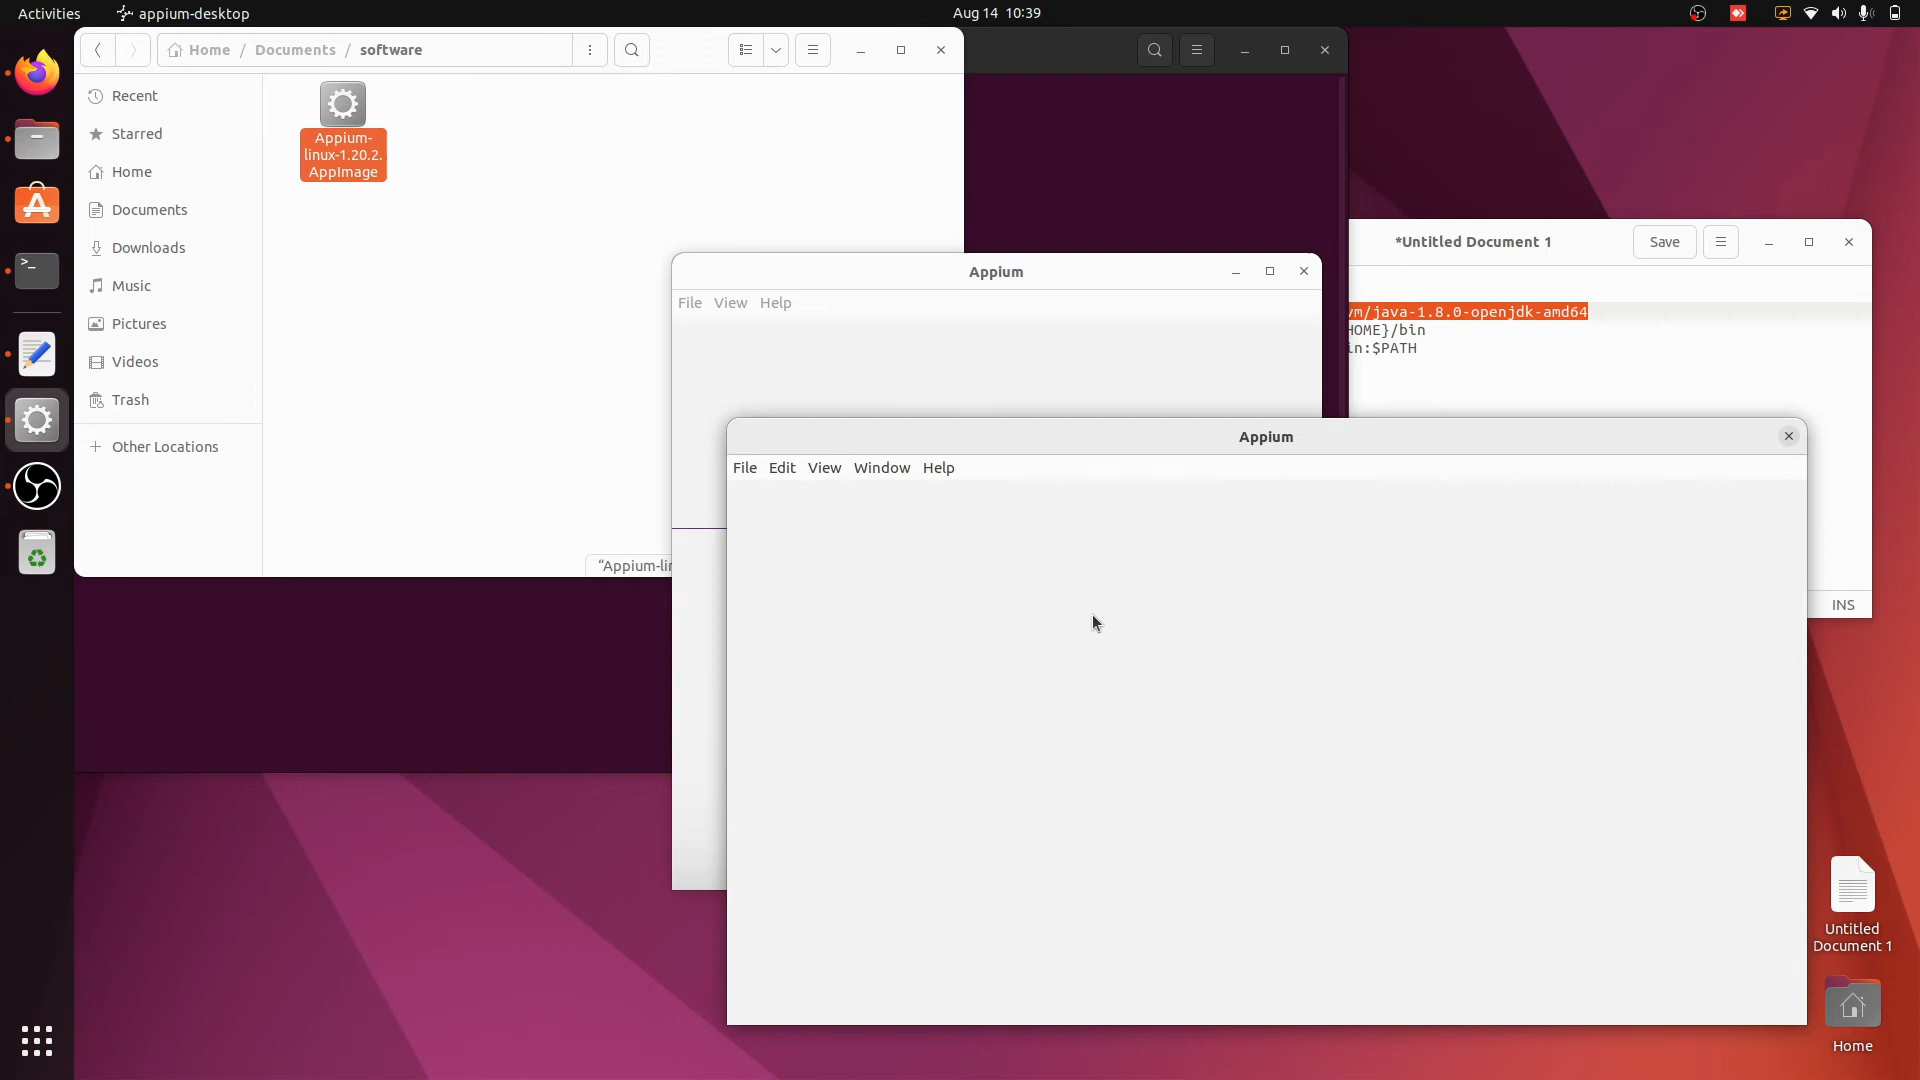 Activities
appium-desktop
Aug 14 10:39
Home / Documents / software
Recent
Starred
Home
Documents
Downloads
Music
Pictures
Videos
Trash
Other Locations
Appium-
linux-1.20.2.
AppImage
"Appium-lin
Appium
File View Help
*Untitled Document 1
Save
vm/java-1.8.0-openjdk-amd64
HOME}/bin
in:$PATH
INS
Appium
File Edit View Window Help
Untitled
Document 1
Home